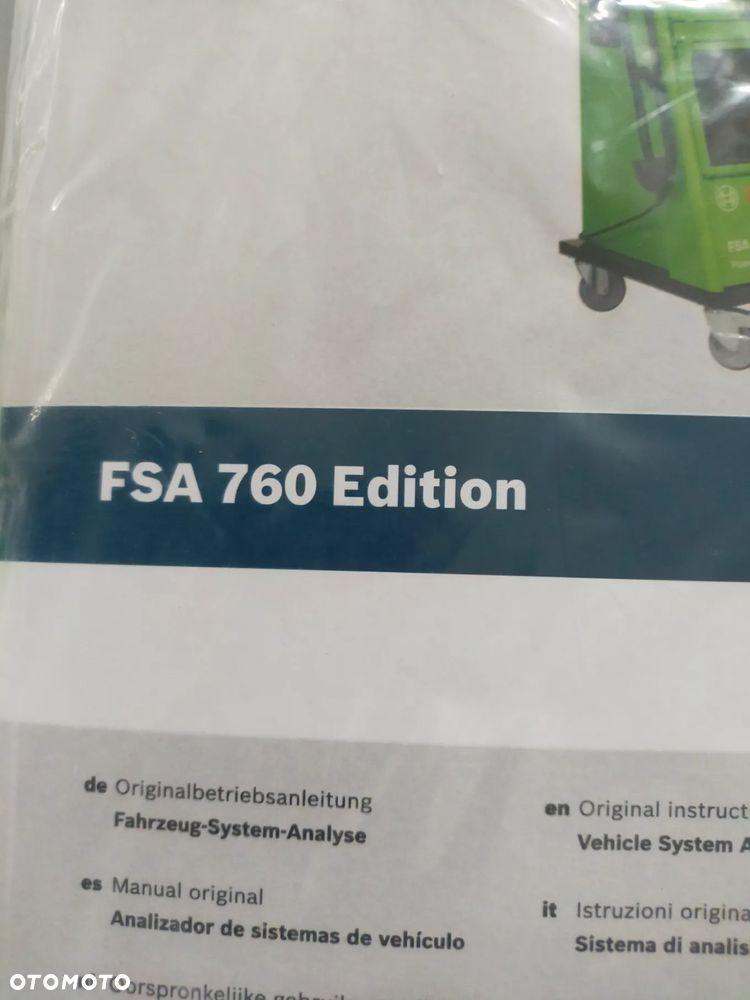 FSA
FSA 760 Edition
de Originalbetriebsanleitung
Fahrzeug-System-Analyse
en Original instruct
Vehicle System A
es Manual original
Analizador de sistemas de vehículo
it Istruzioni origina
Sistema di analis
OTOMOTO